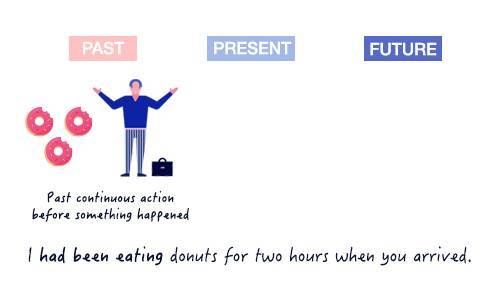 PAST PRESENT FUTURE
Past continuous action
before something happened
I had been eating donuts for two hours when you arrived.